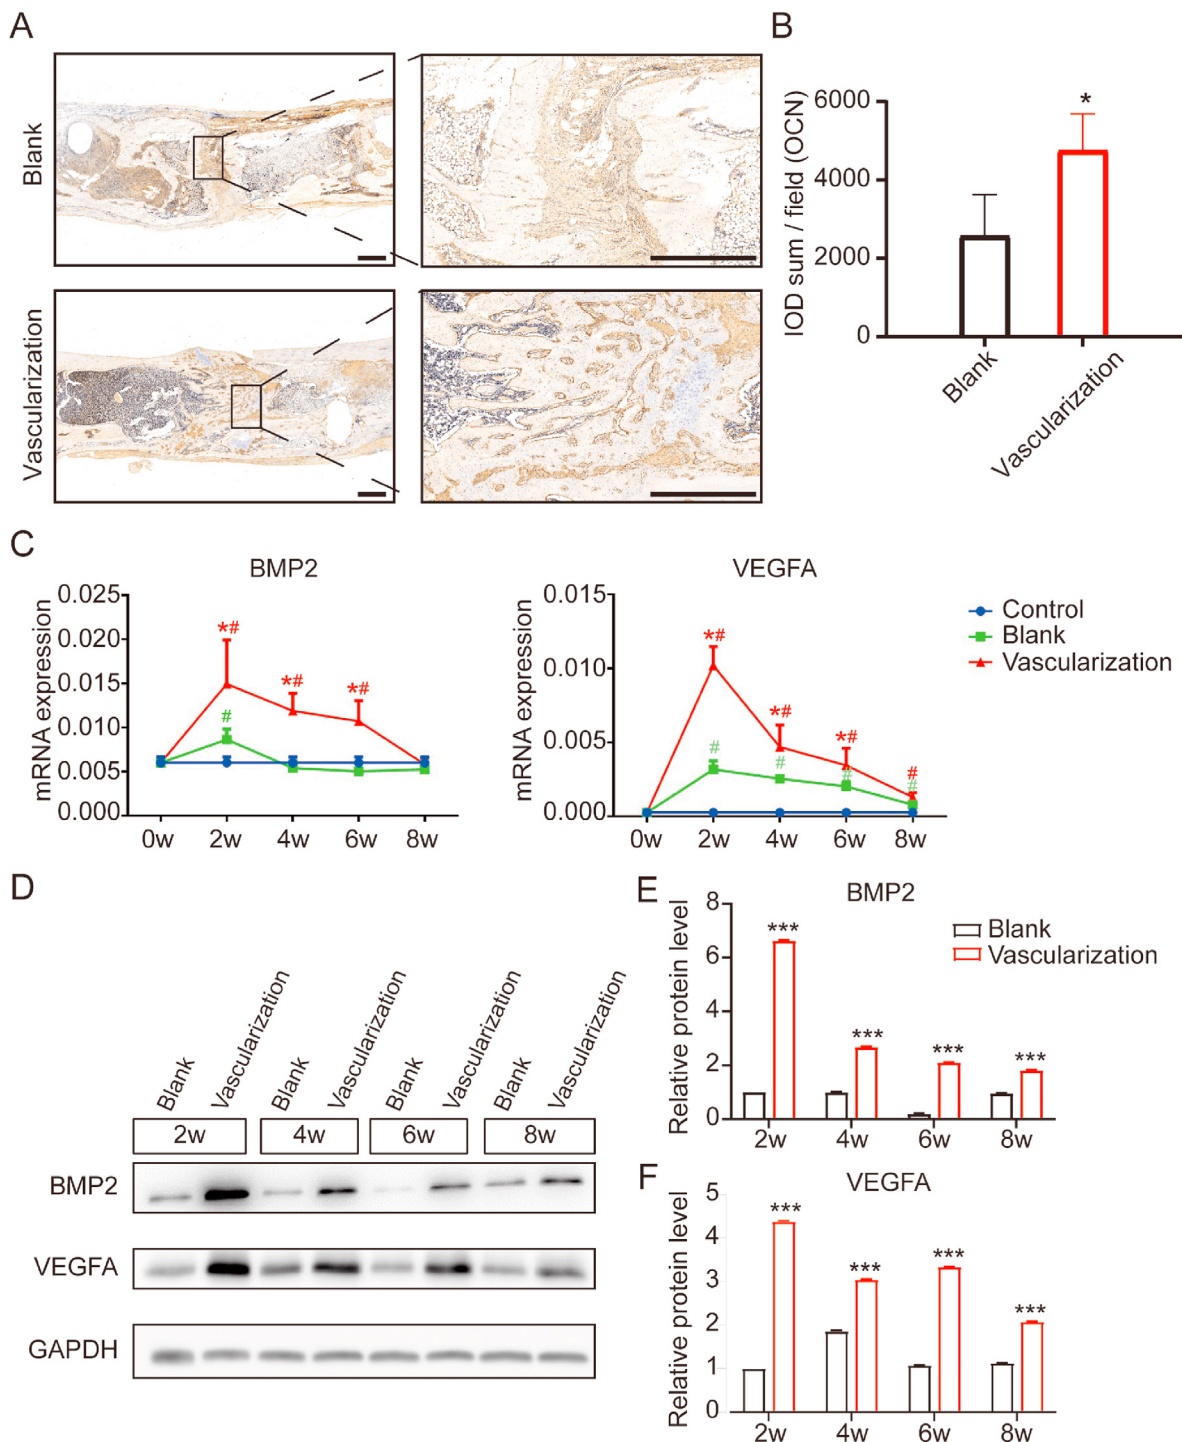 A
Blank
Vascularization
B
IOD sum / field (OCN)
6000
4000
2000
0
*
Blank
Vascularization
C
BMP2
mRNA expression
0.025
0.020
0.015
0.010
0.005
0.000
*#
*#
*#
#
0w 2w 4w 6w 8w
VEGFA
mRNA expression
0.015
0.010
0.005
0.000
*#
*#
*#
#
#
#
#
#
0w 2w 4w 6w 8w
Control
Blank
Vascularization
D
Blank Vascularization Blank Vascularization Blank Vascularization Blank Vascularization
2w 4w 6w 8w
BMP2
VEGFA
GAPDH
E
BMP2
Relative protein level
8
6
4
2
0
*** *** *** ***
2w 4w 6w 8w
Blank
Vascularization
F
VEGFA
Relative protein level
5
4
3
2
1
0
*** *** *** ***
2w 4w 6w 8w